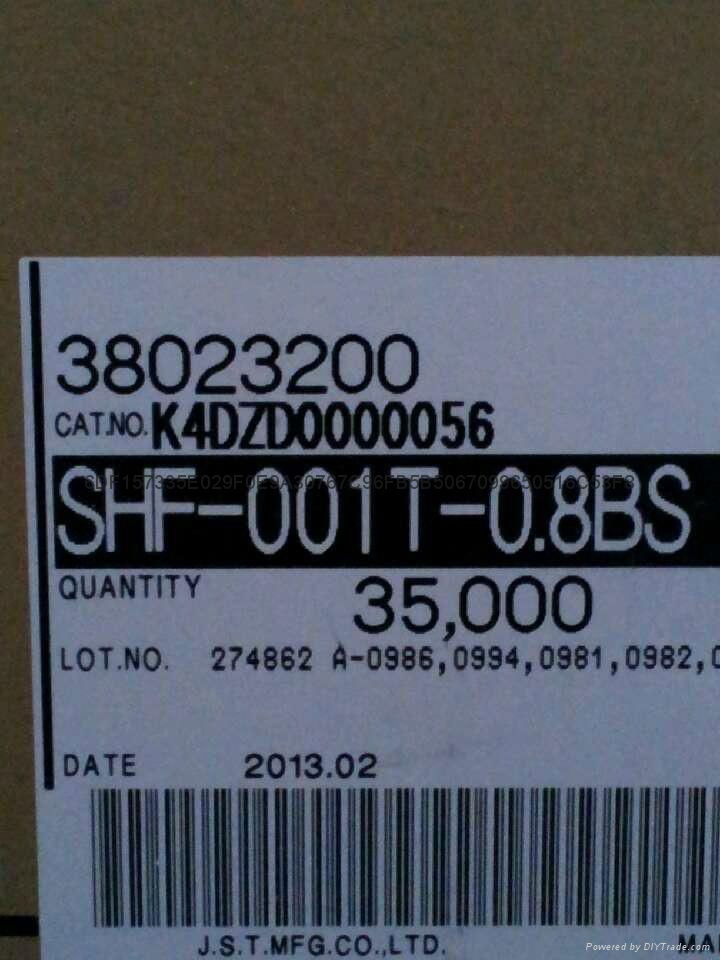 38023200
CAT.NO. K4DZD0000056
SHF-001T-0.8BS
QUANTITY 35,000
LOT.NO. 274862 A-0986,0994,0981,0982,
DATE 2013.02
J.S.T.MFG.CO.,LTD.
Powered by DIYTrade.com